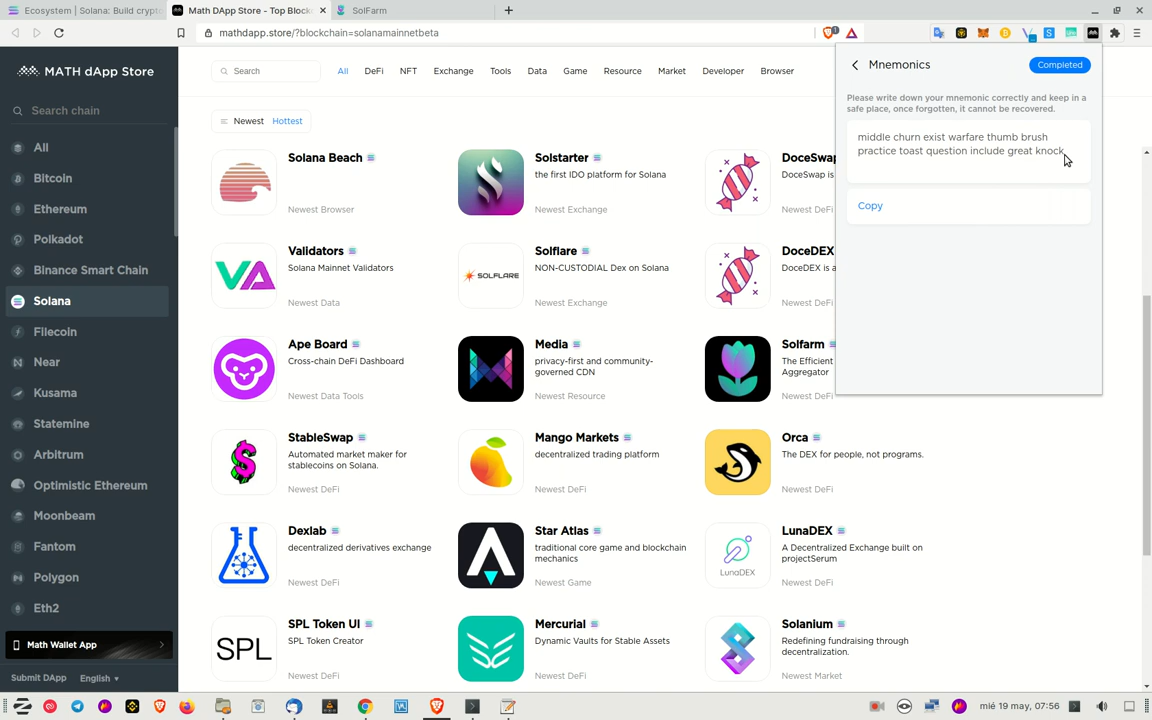 Ecosystem | Solana: Build crypto
Math DApp Store - Top Block
SolFarm
mathdapp.store/?blockchain=solanamainnetbeta
MATH dApp Store
Search chain
All
Bitcoin
Ethereum
Polkadot
Binance Smart Chain
Solana
Filecoin
Near
Kusama
Statemine
Arbitrum
Optimistic Ethereum
Moonbeam
Fantom
Polygon
Eth2
Math Wallet App
Submit DApp English
Search
All DeFi NFT Exchange Tools Data Game Resource Market Developer Browser
Newest Hottest
Solana Beach
Newest Browser
Solstarter
the first IDO platform for Solana
Newest Exchange
DoceSwap
DoceSwap is
Newest DeFi
Validators
Solana Mainnet Validators
Newest Data
SOLFLARE
Solflare
NON-CUSTODIAL Dex on Solana
Newest Exchange
DoceDEX
DoceDEX is a
Newest DeFi
Ape Board
Cross-chain DeFi Dashboard
Newest Data Tools
Media
privacy-first and community-
governed CDN
Newest Resource
Solfarm
The Efficient
Aggregator
Newest DeFi
StableSwap
Automated market maker for
stablecoins on Solana.
Newest DeFi
Mango Markets
decentralized trading platform
Newest DeFi
Orca
The DEX for people, not programs.
Newest DeFi
Dexlab
decentralized derivatives exchange
Newest DeFi
Star Atlas
traditional core game and blockchain
mechanics
Newest Game
LunaDEX
LunaDEX
A Decentralized Exchange built on
projectSerum
Newest DeFi
SPL
SPL Token UI
SPL Token Creator
Newest DeFi
Mercurial
Dynamic Vaults for Stable Assets
Newest DeFi
Solanium
Redefining fundraising through
decentralization.
Newest Market
Mnemonics
Completed
Please write down your mnemonic correctly and keep in a
safe place, once forgotten, it cannot be recovered.
middle churn exist warfare thumb brush
practice toast question include great knock
Copy
mié 19 may, 07:56